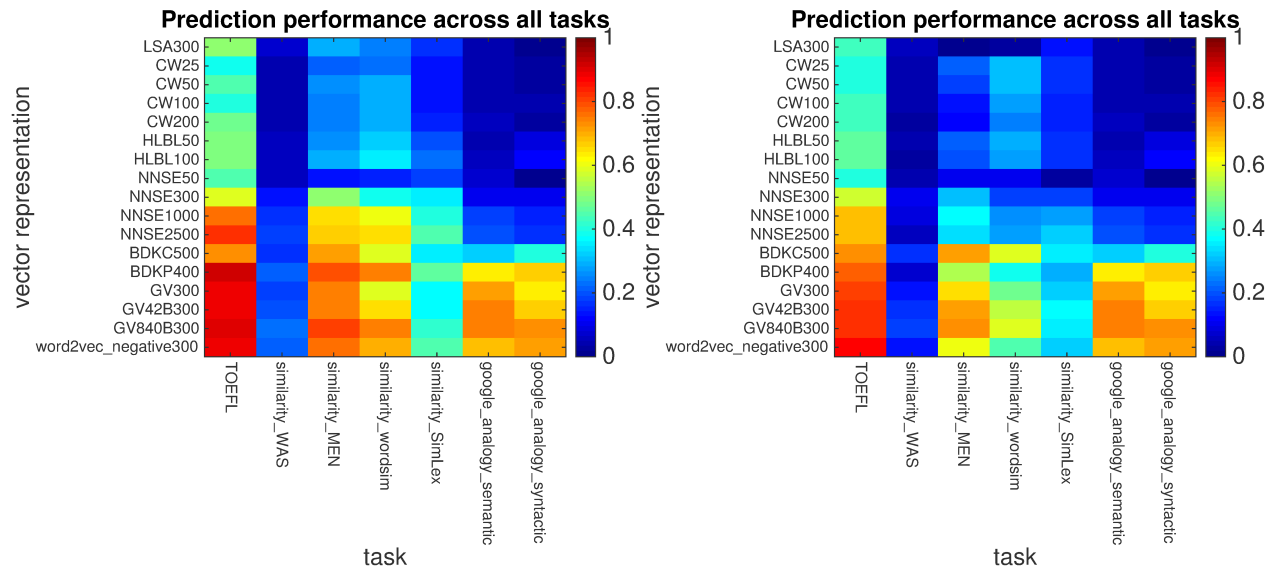 Prediction performance across all tasks
vector representation
LSA300
CW25
CW50
CW100
CW200
HLBL50
HLBL100
NNSE50
NNSE300
NNSE1000
NNSE2500
BDKC500
BDKP400
GV300
GV42B300
GV840B300
word2vec_negative300
TOEFL
similarity_WAS
similarity_MEN
similarity_wordsim
similarity_SimLex
google_analogy_semantic
google_analogy_syntactic
task
1
0.8
0.6
0.4
0.2
0
Prediction performance across all tasks
vector representation
LSA300
CW25
CW50
CW100
CW200
HLBL50
HLBL100
NNSE50
NNSE300
NNSE1000
NNSE2500
BDKC500
BDKP400
GV300
GV42B300
GV840B300
word2vec_negative300
TOEFL
similarity_WAS
similarity_MEN
similarity_wordsim
similarity_SimLex
google_analogy_semantic
google_analogy_syntactic
task
1
0.8
0.6
0.4
0.2
0